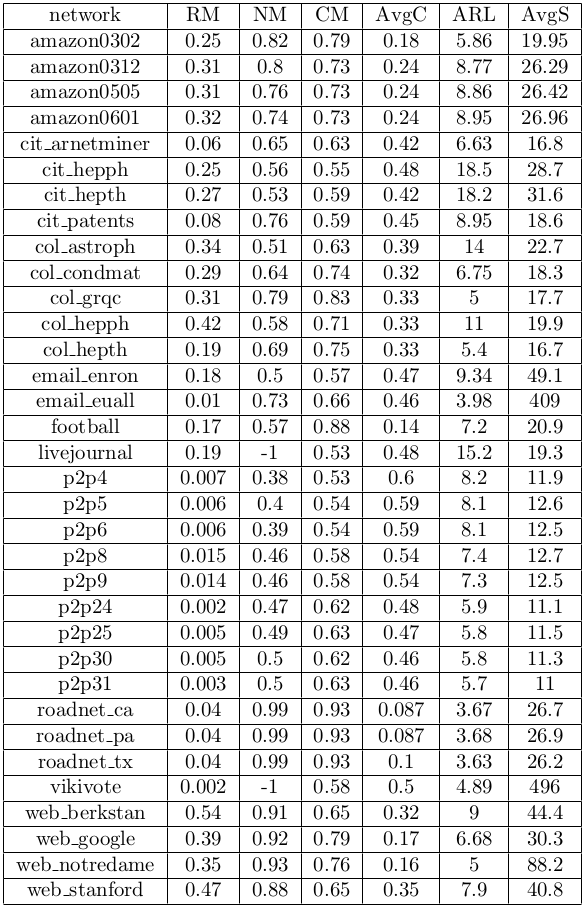 network RM NM CM AvgC ARL AvgS
amazon0302 0.25 0.82 0.79 0.18 5.86 19.95
amazon0312 0.31 0.8 0.73 0.24 8.77 26.29
amazon0505 0.31 0.76 0.73 0.24 8.86 26.42
amazon0601 0.32 0.74 0.73 0.24 8.95 26.96
cit_arnetminer 0.06 0.65 0.63 0.42 6.63 16.8
cit_hepph 0.25 0.56 0.55 0.48 18.5 28.7
cit_hepth 0.27 0.53 0.59 0.42 18.2 31.6
cit_patents 0.08 0.76 0.59 0.45 8.95 18.6
col_astroph 0.34 0.51 0.63 0.39 14 22.7
col_condmat 0.29 0.64 0.74 0.32 6.75 18.3
col_grqc 0.31 0.79 0.83 0.33 5 17.7
col_hepph 0.42 0.58 0.71 0.33 11 19.9
col_hepth 0.19 0.69 0.75 0.33 5.4 16.7
email_enron 0.18 0.5 0.57 0.47 9.34 49.1
email_euall 0.01 0.73 0.66 0.46 3.98 409
football 0.17 0.57 0.88 0.14 7.2 20.9
livejournal 0.19 -1 0.53 0.48 15.2 19.3
p2p4 0.007 0.38 0.53 0.6 8.2 11.9
p2p5 0.006 0.4 0.54 0.59 8.1 12.6
p2p6 0.006 0.39 0.54 0.59 8.1 12.5
p2p8 0.015 0.46 0.58 0.54 7.4 12.7
p2p9 0.014 0.46 0.58 0.54 7.3 12.5
p2p24 0.002 0.47 0.62 0.48 5.9 11.1
p2p25 0.005 0.49 0.63 0.47 5.8 11.5
p2p30 0.005 0.5 0.62 0.46 5.8 11.3
p2p31 0.003 0.5 0.63 0.46 5.7 11
roadnet_ca 0.04 0.99 0.93 0.087 3.67 26.7
roadnet_pa 0.04 0.99 0.93 0.087 3.68 26.9
roadnet_tx 0.04 0.99 0.93 0.1 3.63 26.2
vikivote 0.002 -1 0.58 0.5 4.89 496
web_berkstan 0.54 0.91 0.65 0.32 9 44.4
web_google 0.39 0.92 0.79 0.17 6.68 30.3
web_notredame 0.35 0.93 0.76 0.16 5 88.2
web_stanford 0.47 0.88 0.65 0.35 7.9 40.8